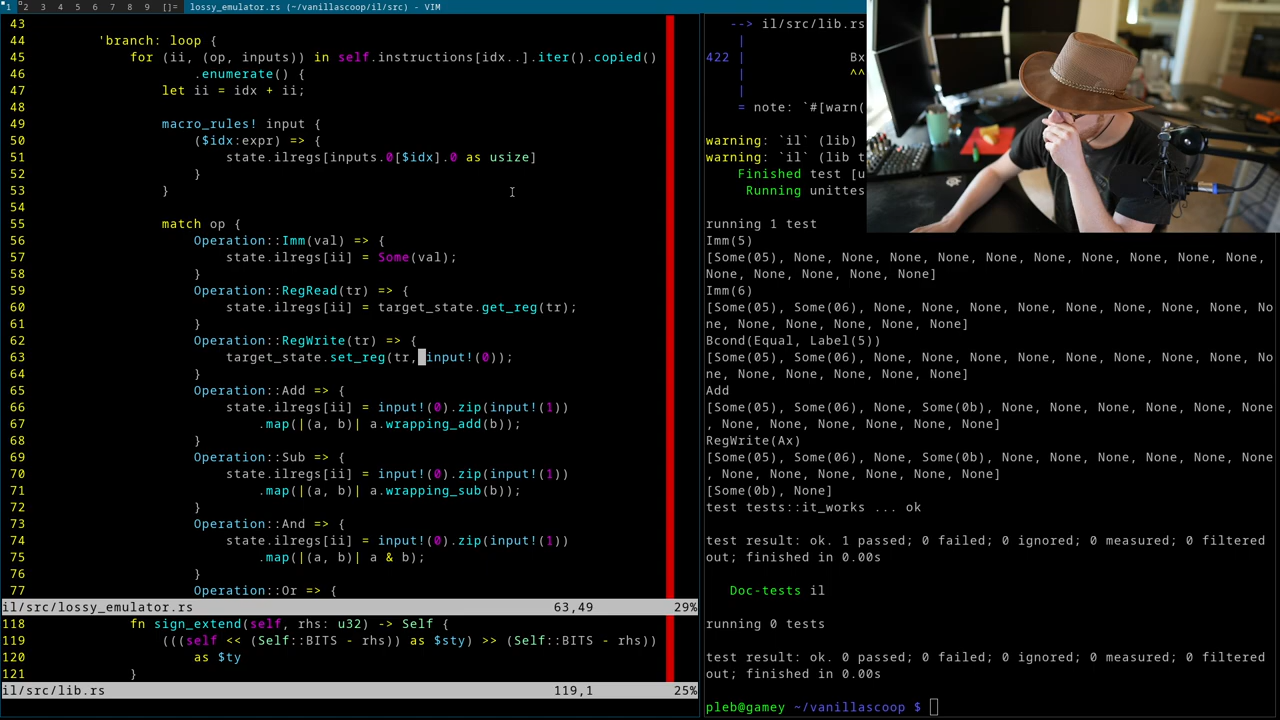 1 2 3 4 5 6 7 8 9 []= lossy_emulator.rs (~/vanillascoop/il/src) - VIM
43
44         'branch: loop {
45             for (ii, (op, inputs)) in self.instructions[idx..].iter().copied()
46                     .enumerate() {
47                 let ii = idx + ii;
48
49                 macro_rules! input {
50                     ($idx:expr) => {
51                         state.ilregs[inputs.0[$idx].0 as usize]
52                     }
53                 }
54
55                 match op {
56                     Operation::Imm(val) => {
57                         state.ilregs[ii] = Some(val);
58                     }
59                     Operation::RegRead(tr) => {
60                         state.ilregs[ii] = target_state.get_reg(tr);
61                     }
62                     Operation::RegWrite(tr) => {
63                         target_state.set_reg(tr, input!(0));
64                     }
65                     Operation::Add => {
66                         state.ilregs[ii] = input!(0).zip(input!(1))
67                             .map(|(a, b)| a.wrapping_add(b));
68                     }
69                     Operation::Sub => {
70                         state.ilregs[ii] = input!(0).zip(input!(1))
71                             .map(|(a, b)| a.wrapping_sub(b));
72                     }
73                     Operation::And => {
74                         state.ilregs[ii] = input!(0).zip(input!(1))
75                             .map(|(a, b)| a & b);
76                     }
77                     Operation::Or => {
il/src/lossy_emulator.rs 63,49 29%
118             fn sign_extend(self, rhs: u32) -> Self {
119                 (((self << (Self::BITS - rhs)) as $sty) >> (Self::BITS - rhs))
120                     as $ty
121             }
il/src/lib.rs 119,1 25%
--> il/src/lib.rs
|
422 | Bx
| ^^
|
= note: `#[warn(
warning: `il` (lib)
warning: `il` (lib t
Finished test [u
Running unittes
running 1 test
Imm(5)
[Some(05), None, None, None, None, None, None, None, None, None, None,
None, None, None, None, None]
Imm(6)
[Some(05), Some(06), None, None, None, None, None, None, None, None, No
ne, None, None, None, None, None]
Bcond(Equal, Label(5))
[Some(05), Some(06), None, None, None, None, None, None, None, None, No
ne, None, None, None, None, None]
Add
[Some(05), Some(06), None, Some(0b), None, None, None, None, None, None
, None, None, None, None, None, None]
RegWrite(Ax)
[Some(05), Some(06), None, Some(0b), None, None, None, None, None, None
, None, None, None, None, None, None]
[Some(0b), None]
test tests::it_works ... ok
test result: ok. 1 passed; 0 failed; 0 ignored; 0 measured; 0 filtered
out; finished in 0.00s
Doc-tests il
running 0 tests
test result: ok. 0 passed; 0 failed; 0 ignored; 0 measured; 0 filtered
out; finished in 0.00s
pleb@gamey ~/vanillascoop $